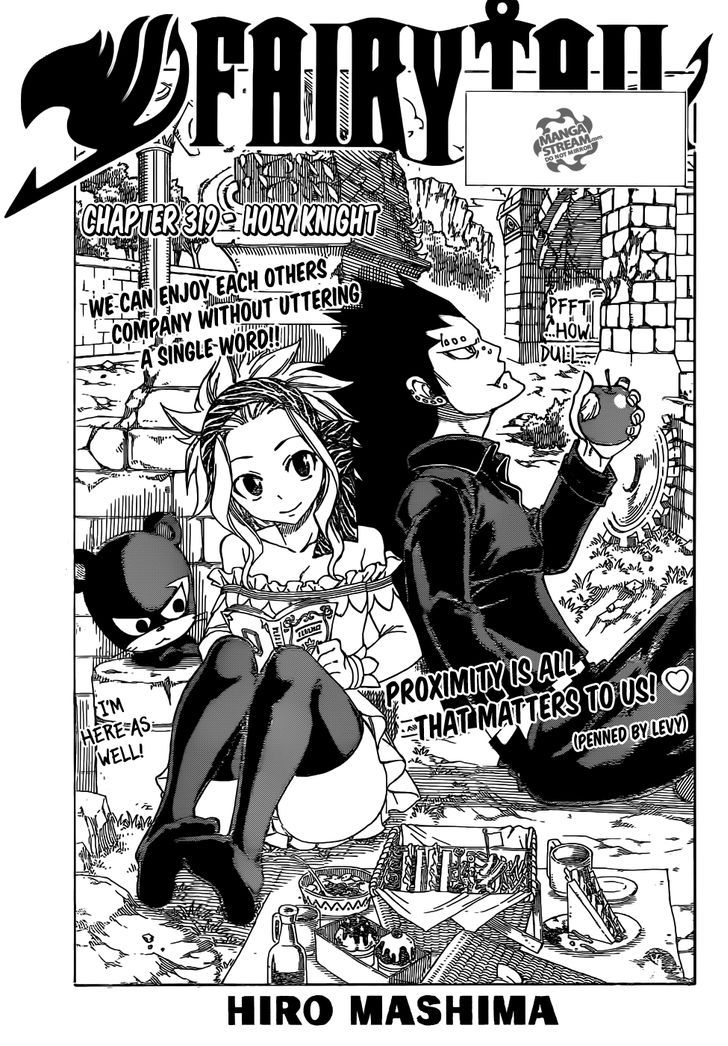 FAIRY TAIL
MANGA
STREAM.com
DO NOT MIRROR
CHAPTER 319 - HOLY KNIGHT
WE CAN ENJOY EACH OTHERS
COMPANY WITHOUT UTTERING
A SINGLE WORD!!
PFFT
...HOW
DULL...
I'M
HERE AS
WELL!
PROXIMITY IS ALL
THAT MATTERS TO US! ♡
(PENNED BY LEVY)
HIRO MASHIMA